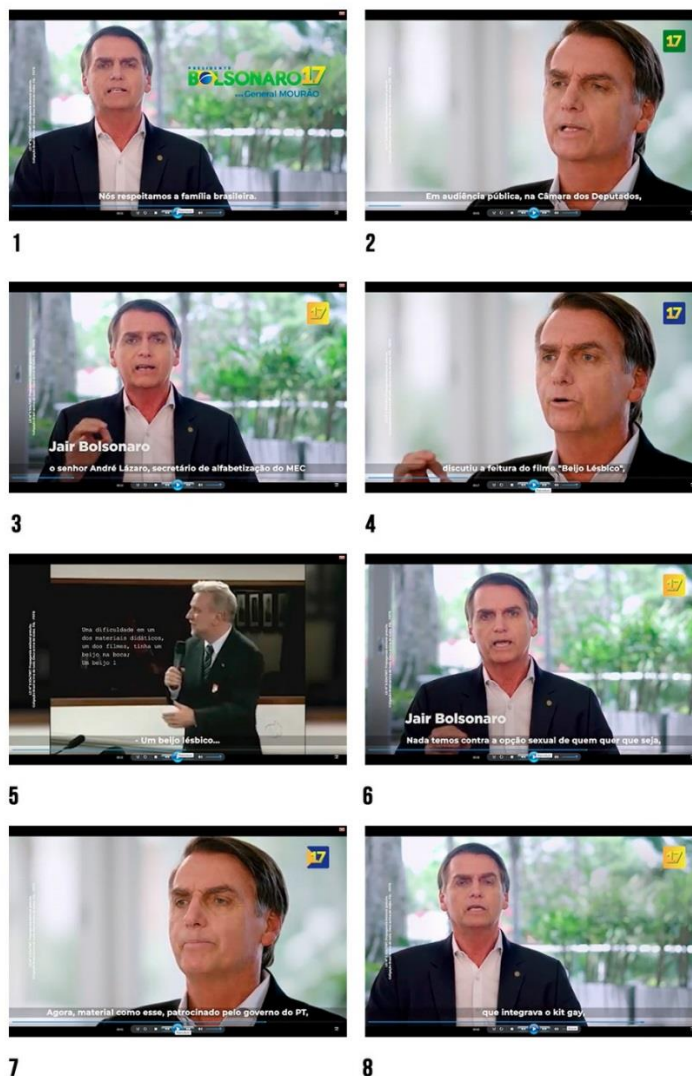 PRESIDENTE
BOLSONARO 17
General MOURÃO
Nós respeitamos a família brasileira.
1
17
Em audiência pública, na Câmara dos Deputados,
2
17
Jair Bolsonaro
o senhor André Lázaro, secretário de alfabetização do MEC
3
17
discutiu a feitura do filme "Beijo Lésbico",
4
Uma dificuldade em um
dos materiais didáticos,
um dos filmes, tinha um
beijo na boca;
Um beijo l
- Um beijo lésbico...
5
17
Jair Bolsonaro
Nada temos contra a opção sexual de quem quer que seja,
6
17
Agora, material como esse, patrocinado pelo governo do PT,
7
17
que integrava o kit gay,
8